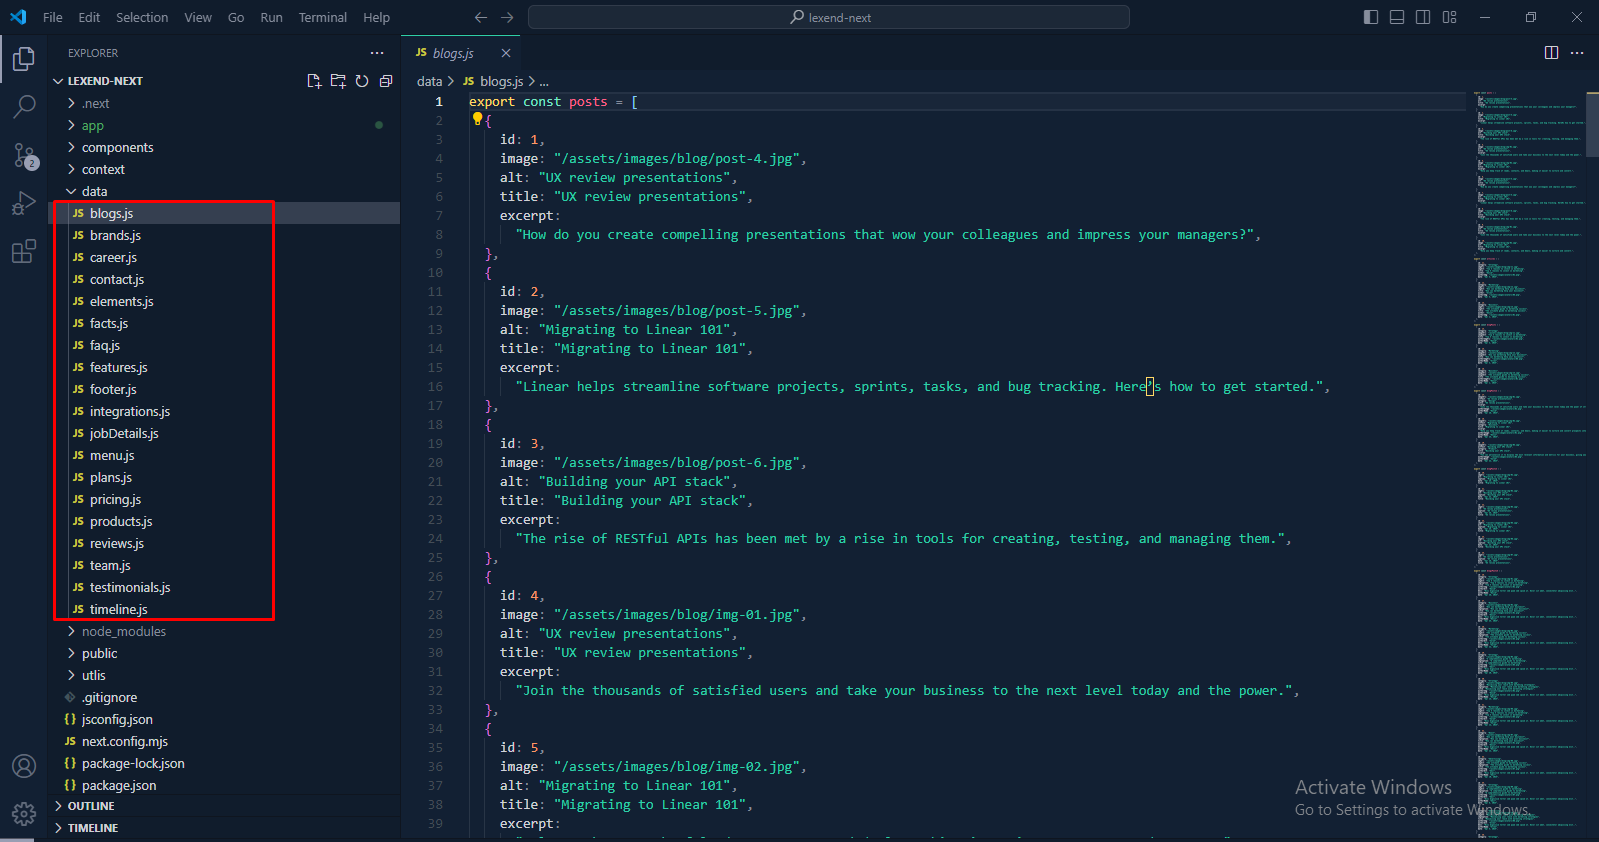 File Edit Selection View Go Run Terminal Help
lexend-next
EXPLORER
LEXEND-NEXT
.next
app
components
context
data
JS blogs.js
JS brands.js
JS career.js
JS contact.js
JS elements.js
JS facts.js
JS faq.js
JS features.js
JS footer.js
JS integrations.js
JS jobDetails.js
JS menu.js
JS plans.js
JS pricing.js
JS products.js
JS reviews.js
JS team.js
JS testimonials.js
JS timeline.js
node_modules
public
utlis
.gitignore
{} jsconfig.json
JS next.config.mjs
{} package-lock.json
{} package.json
OUTLINE
TIMELINE
2
JS blogs.js
data > JS blogs.js > ...
1 export const posts = [
2 {
3 id: 1,
4 image: "/assets/images/blog/post-4.jpg",
5 alt: "UX review presentations",
6 title: "UX review presentations",
7 excerpt:
8 "How do you create compelling presentations that wow your colleagues and impress your managers?",
9 },
10 {
11 id: 2,
12 image: "/assets/images/blog/post-5.jpg",
13 alt: "Migrating to Linear 101",
14 title: "Migrating to Linear 101",
15 excerpt:
16 "Linear helps streamline software projects, sprints, tasks, and bug tracking. Here’s how to get started.",
17 },
18 {
19 id: 3,
20 image: "/assets/images/blog/post-6.jpg",
21 alt: "Building your API stack",
22 title: "Building your API stack",
23 excerpt:
24 "The rise of RESTful APIs has been met by a rise in tools for creating, testing, and managing them.",
25 },
26 {
27 id: 4,
28 image: "/assets/images/blog/img-01.jpg",
29 alt: "UX review presentations",
30 title: "UX review presentations",
31 excerpt:
32 "Join the thousands of satisfied users and take your business to the next level today and the power.",
33 },
34 {
35 id: 5,
36 image: "/assets/images/blog/img-02.jpg",
37 alt: "Migrating to Linear 101",
38 title: "Migrating to Linear 101",
39 excerpt:
Activate Windows
Go to Settings to activate Windows.